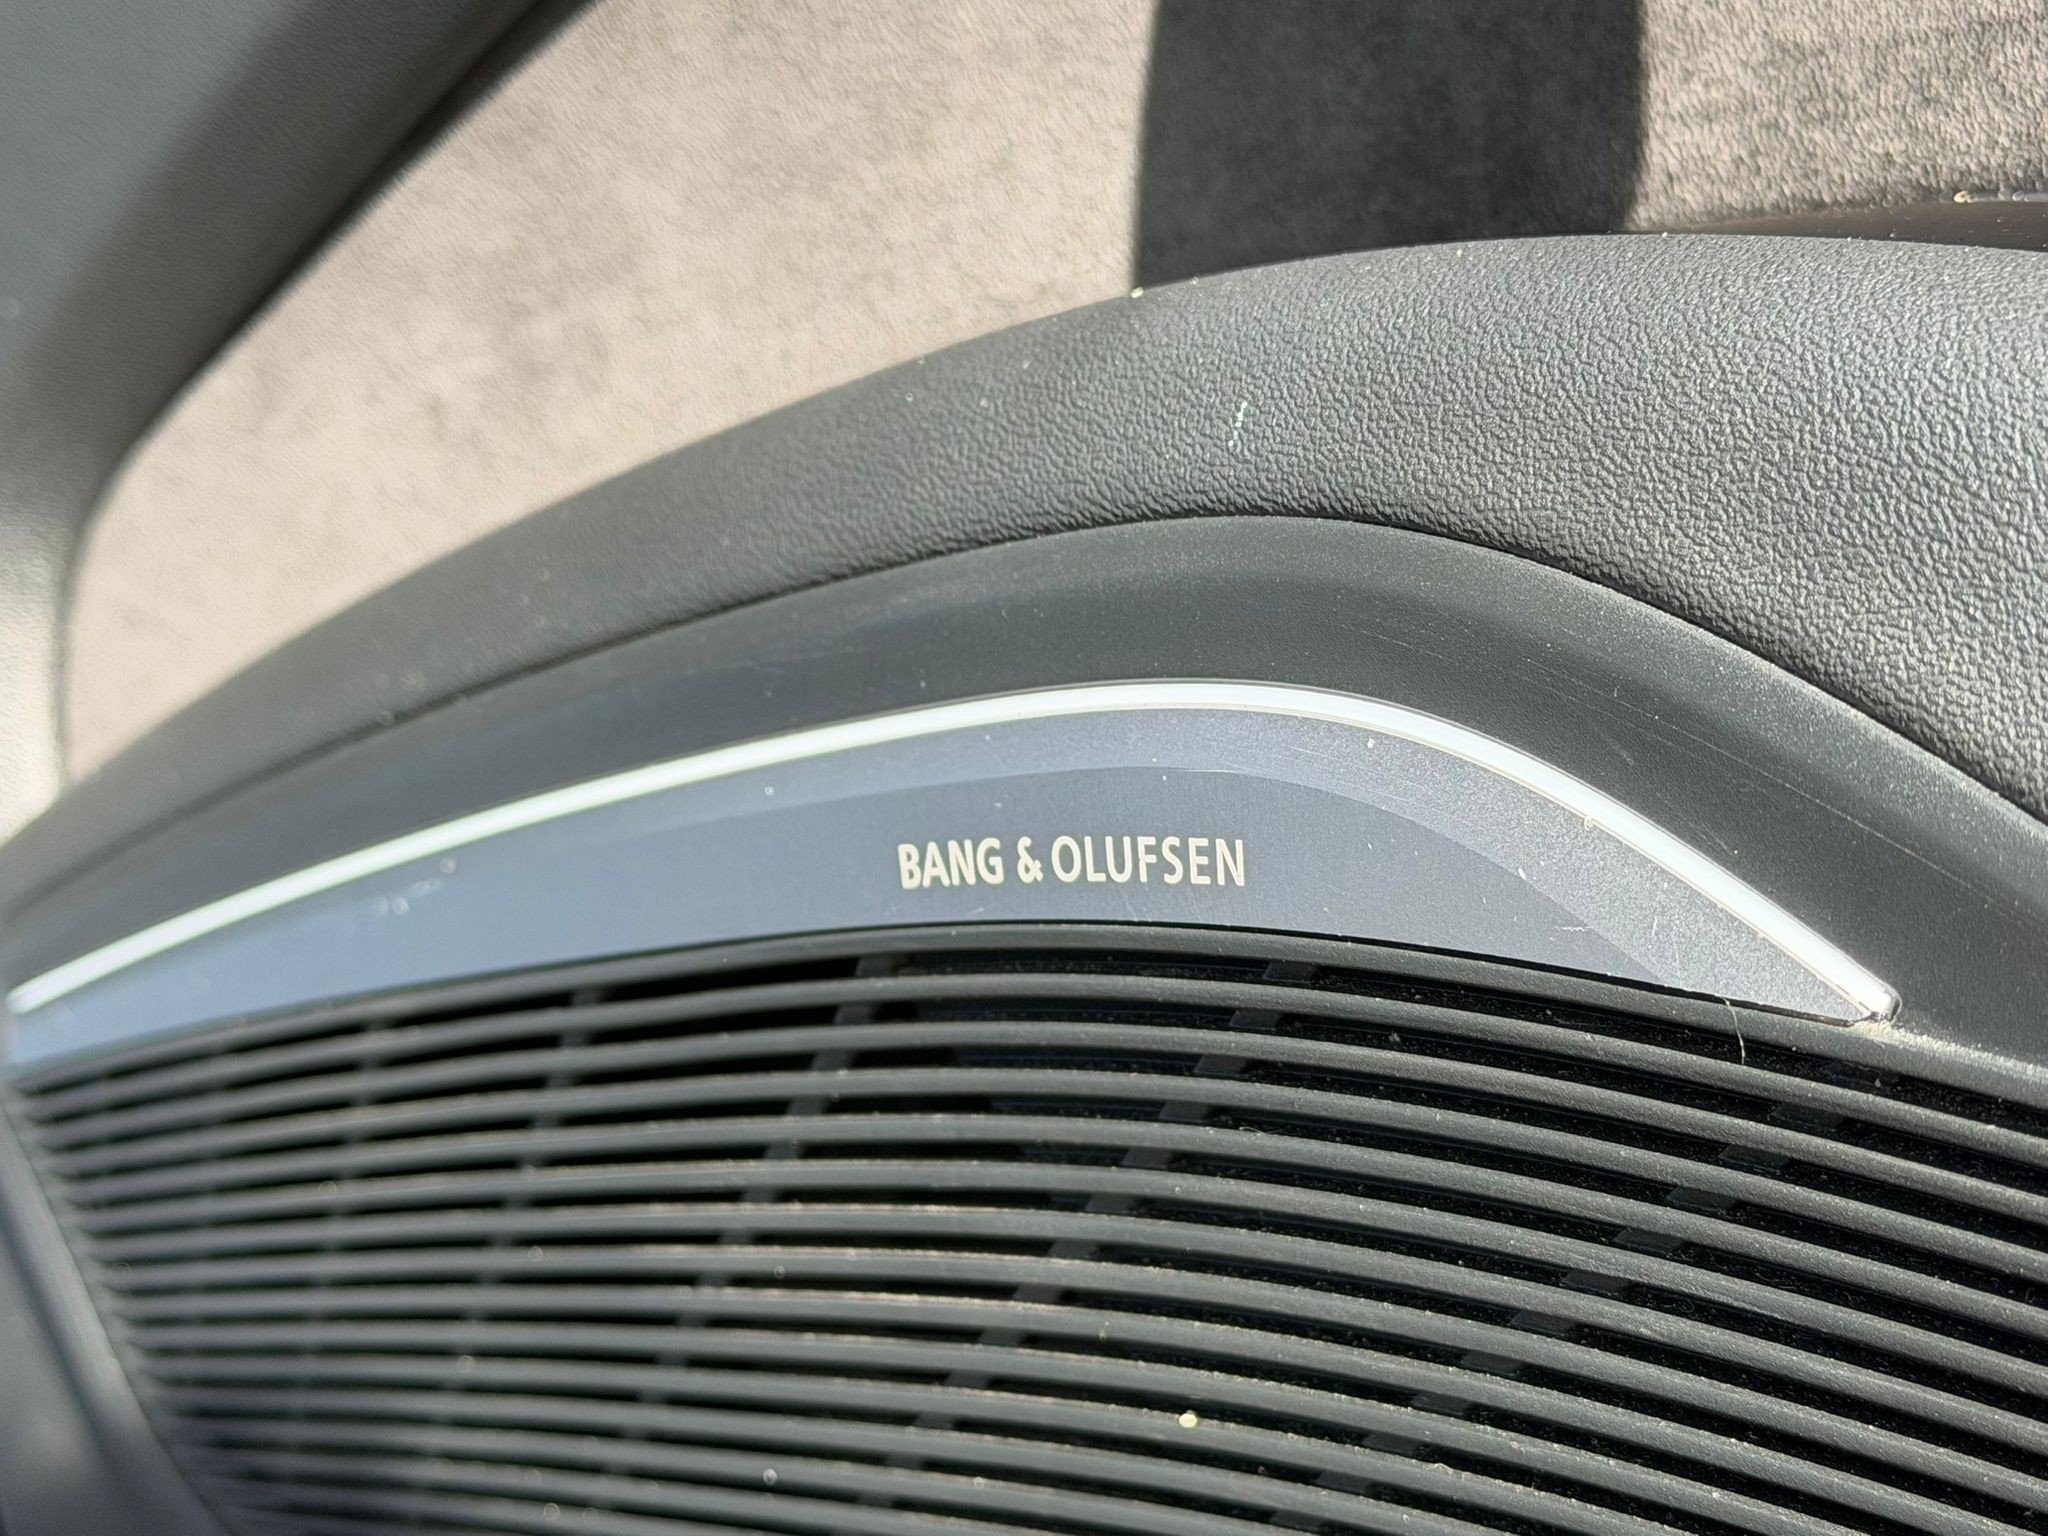 BANG & OLUFSEN